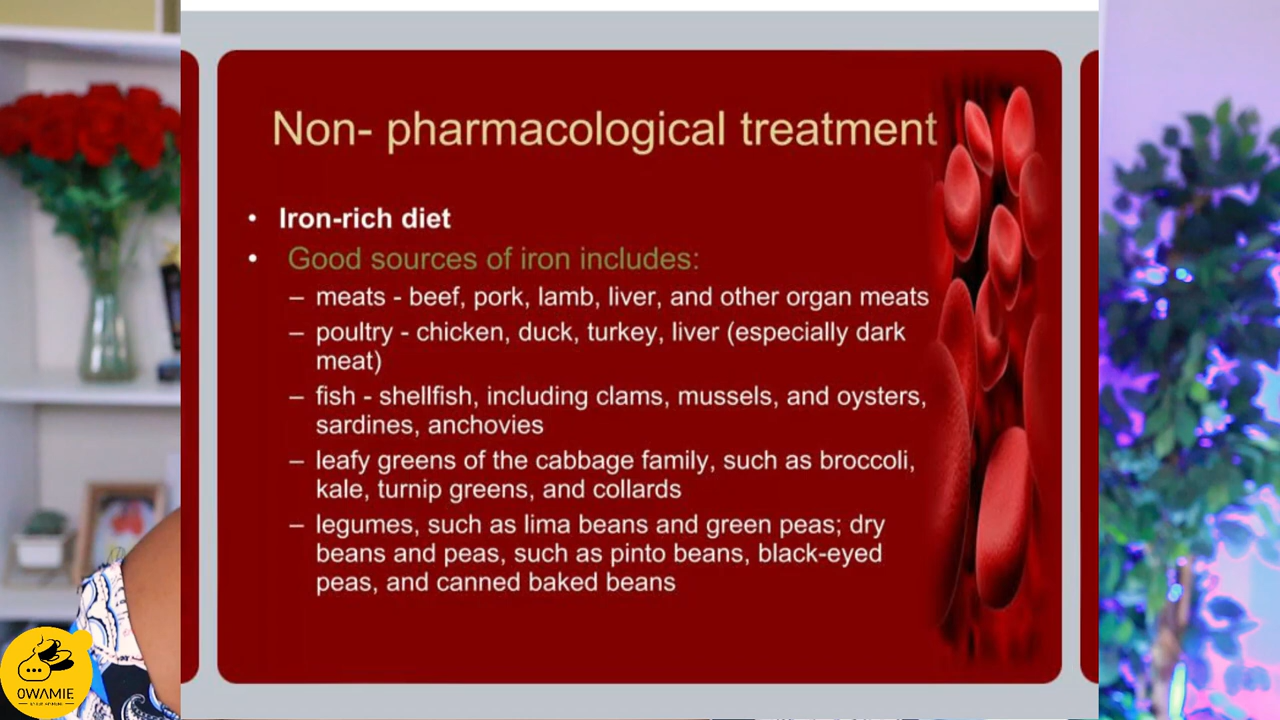 Non- pharmacological treatment
• Iron-rich diet
• Good sources of iron includes:
– meats - beef, pork, lamb, liver, and other organ meats
– poultry - chicken, duck, turkey, liver (especially dark
meat)
– fish - shellfish, including clams, mussels, and oysters,
sardines, anchovies
– leafy greens of the cabbage family, such as broccoli,
kale, turnip greens, and collards
– legumes, such as lima beans and green peas; dry
beans and peas, such as pinto beans, black-eyed
peas, and canned baked beans
OWAMIE